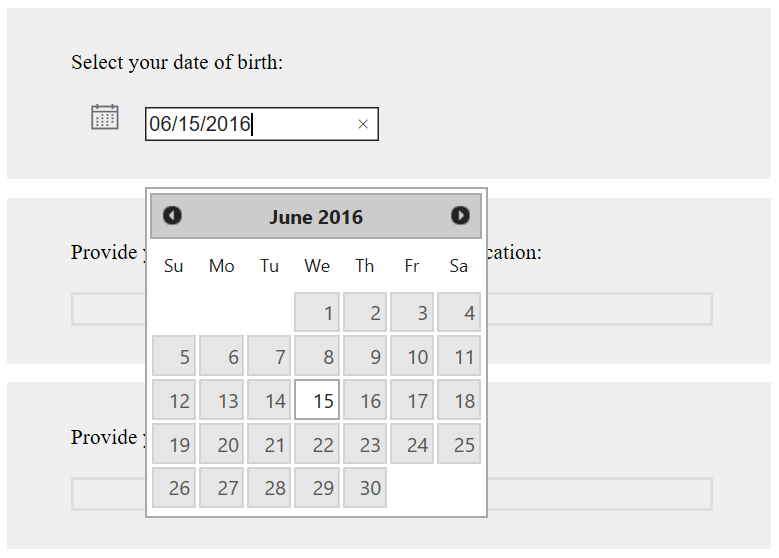 Select your date of birth:
06/15/2016
June 2016
Provide cation:
Su Mo Tu We Th Fr Sa
1 2 3 4
5 6 7 8 9 10 11
12 13 14 15 16 17 18
Provide
19 20 21 22 23 24 25
26 27 28 29 30